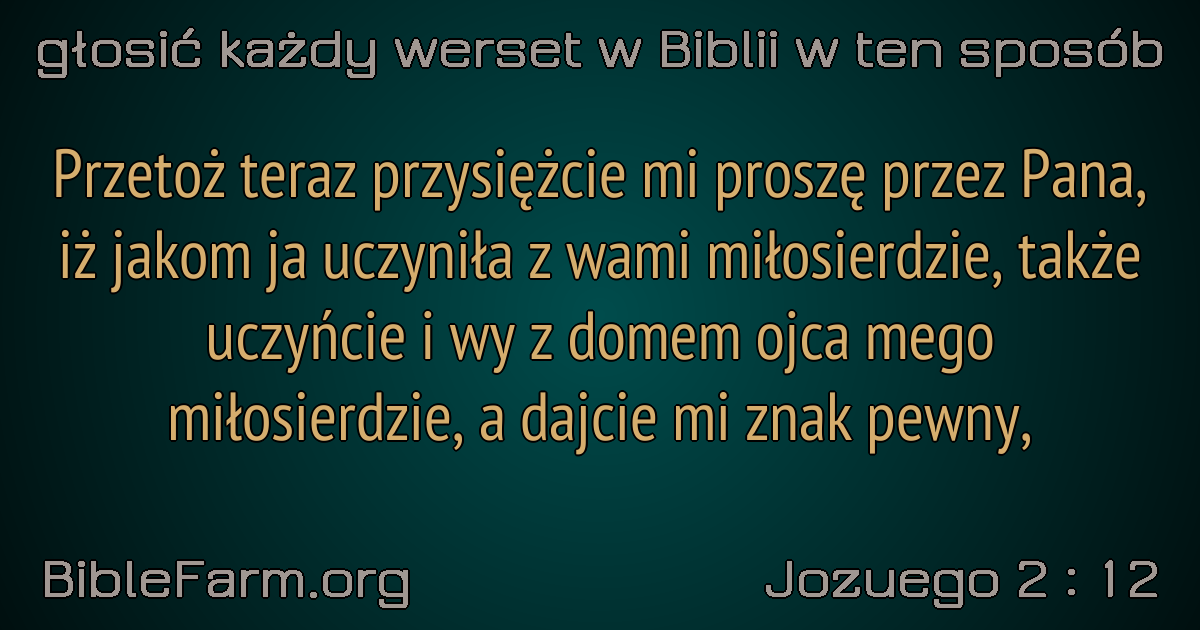 głosić każdy werset w Biblii w ten sposób
Przetoż teraz przysiężcie mi proszę przez Pana,
iż jakom ja uczyniła z wami miłosierdzie, także
uczyńcie i wy z domem ojca mego
miłosierdzie, a dajcie mi znak pewny,
BibleFarm.org
Jozuego 2 : 12